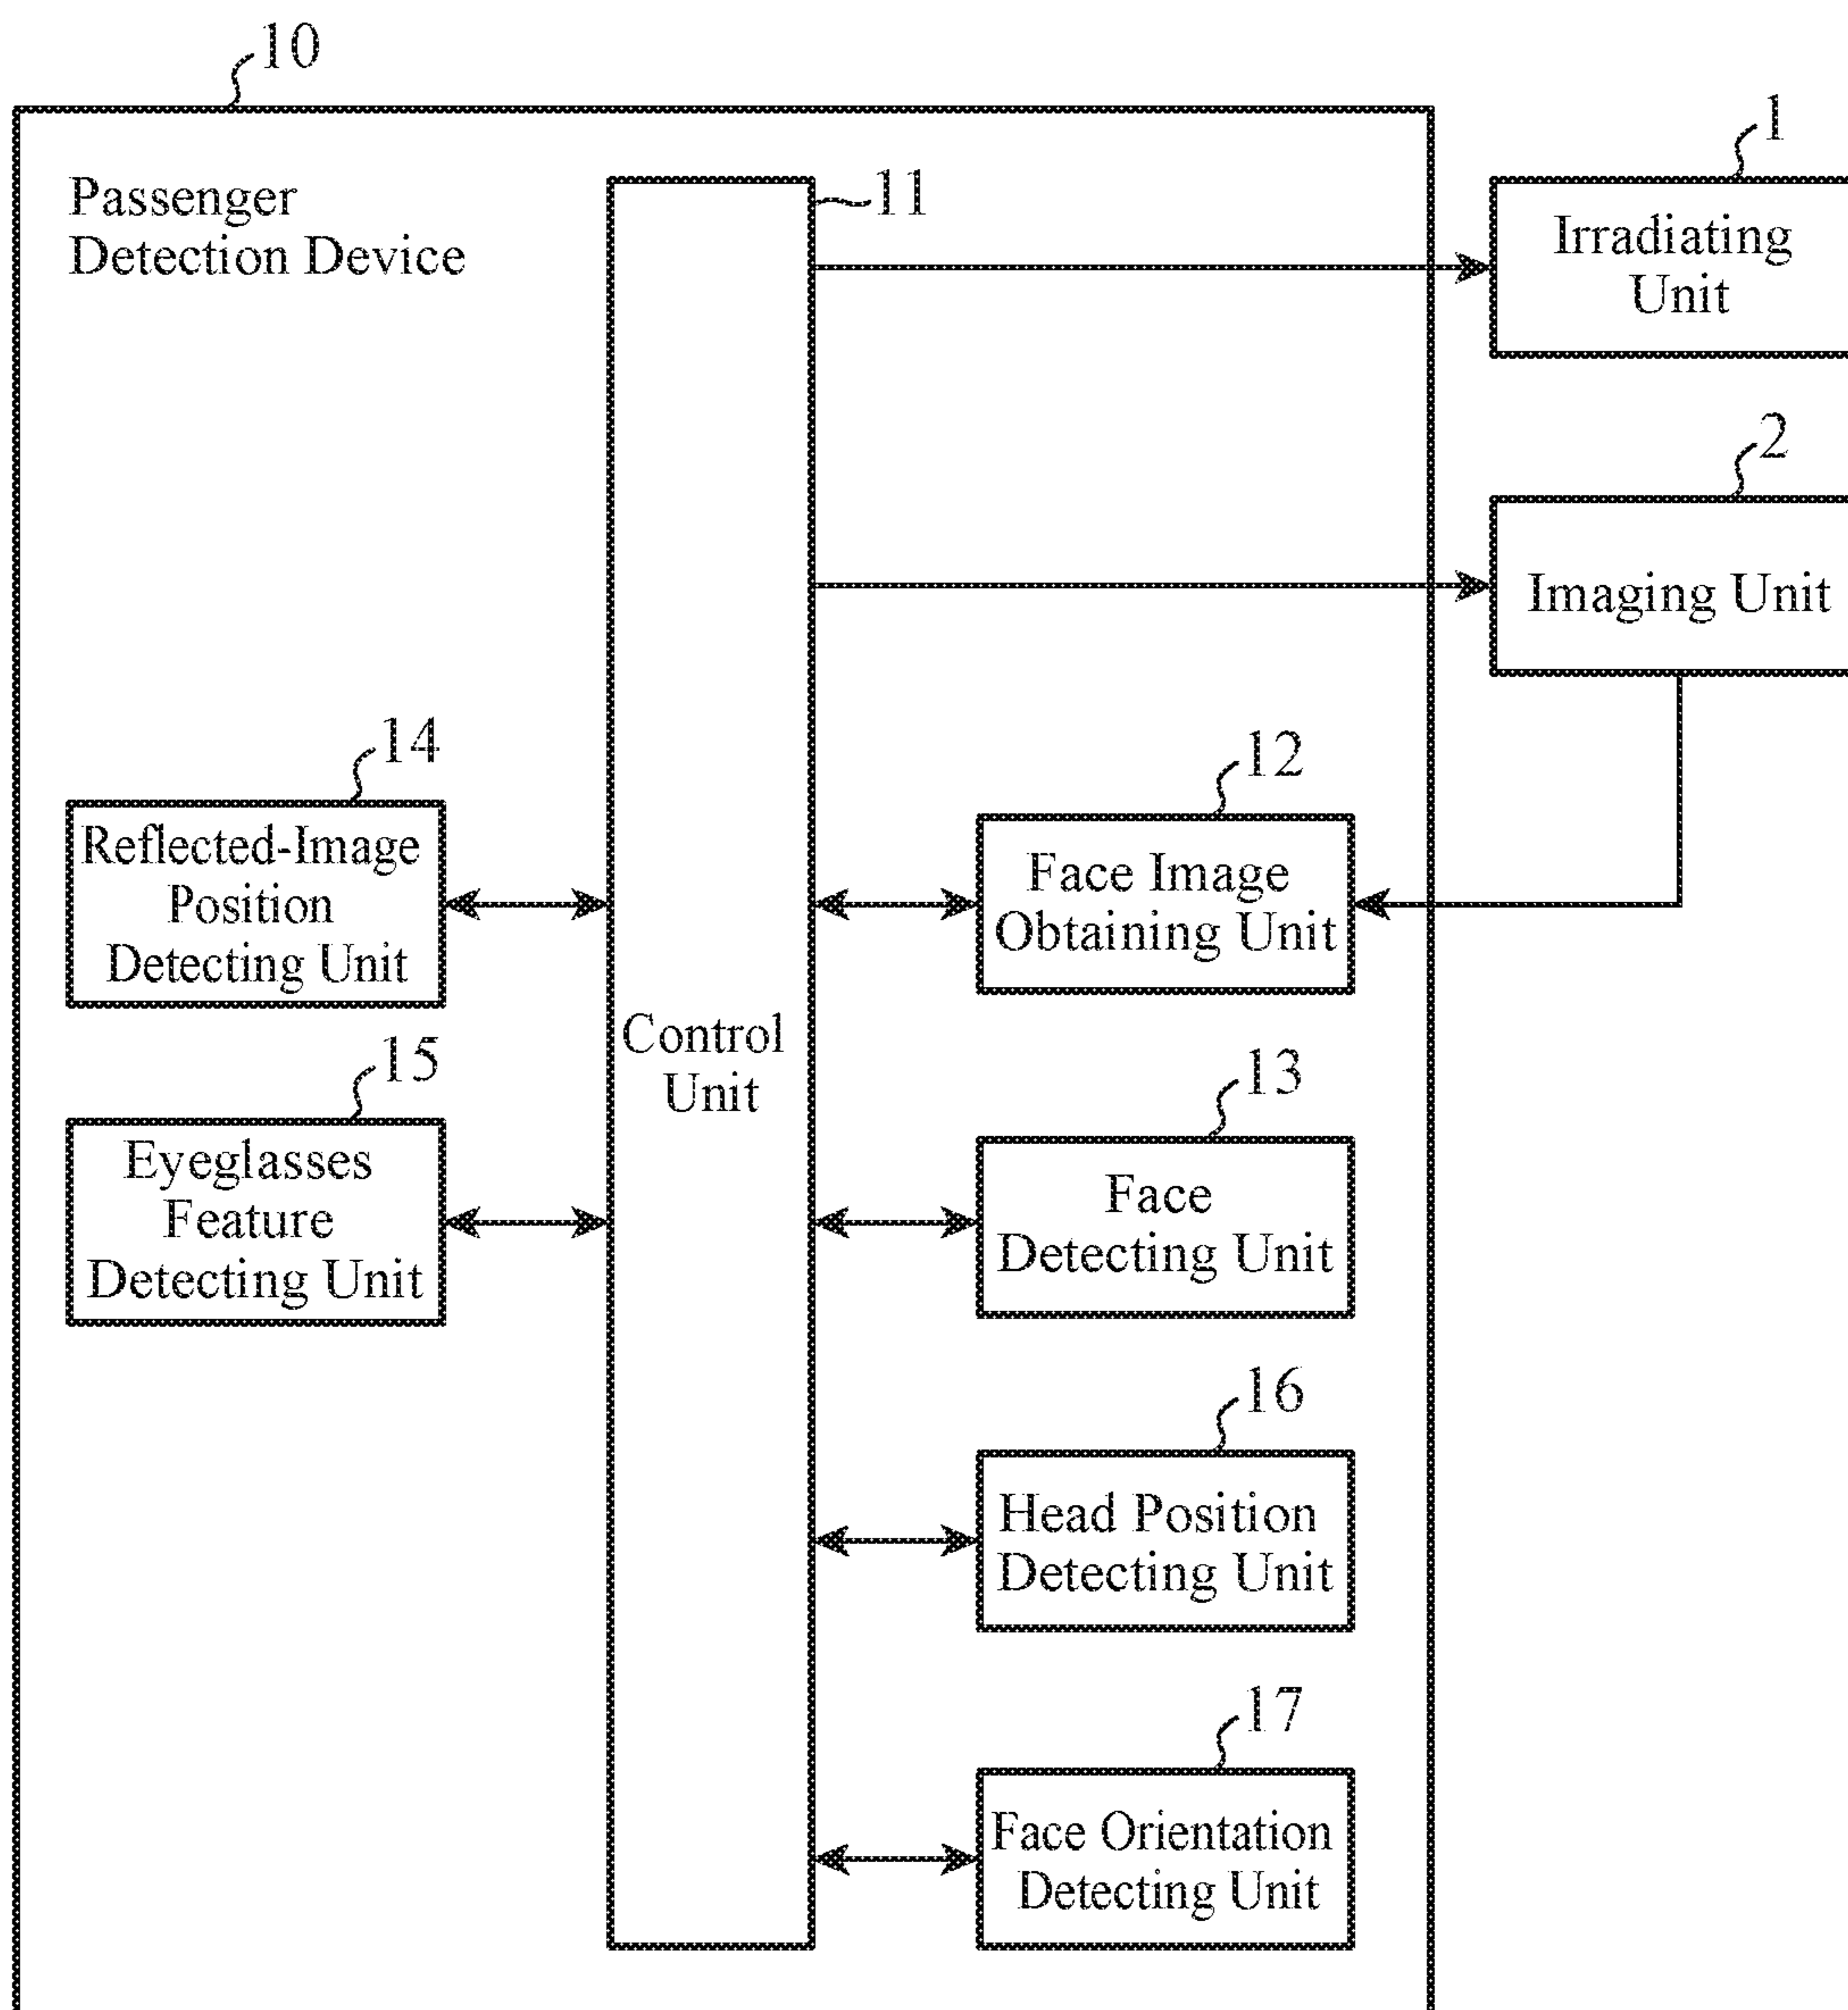 10
Passenger
Detection Device
11
1
Irradiating
Unit
2
Imaging Unit
14
Reflected-Image
Position
Detecting Unit
12
Face Image
Obtaining Unit
Control
Unit
15
Eyeglasses
Feature
Detecting Unit
13
Face
Detecting Unit
16
Head Position
Detecting Unit
17
Face Orientation
Detecting Unit